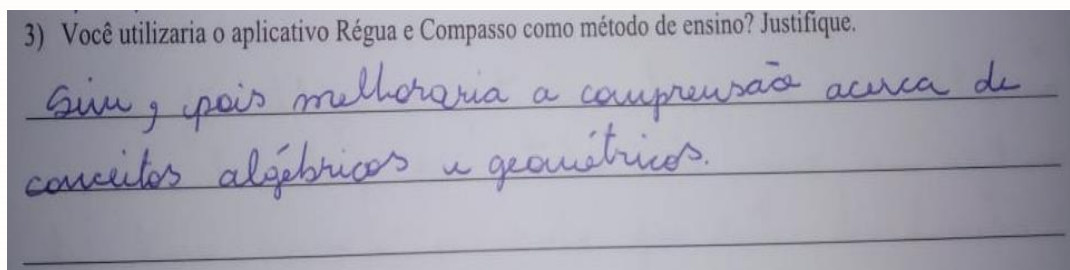 3) Você utilizaria o aplicativo Régua e Compasso como método de ensino? Justifique.
Sim, pois melhoraria a compreensão acerca de
conceitos algébricos e geométricos.